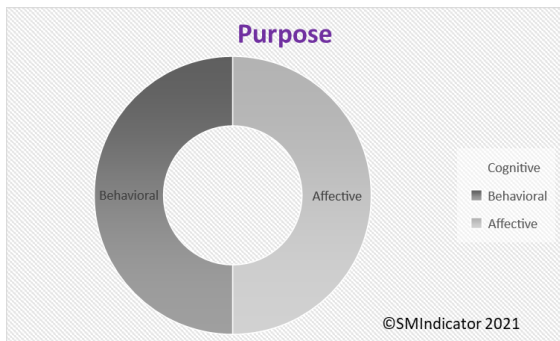 Purpose
Behavioral
Affective
Cognitive
Behavioral
Affective
©SMIndicator 2021